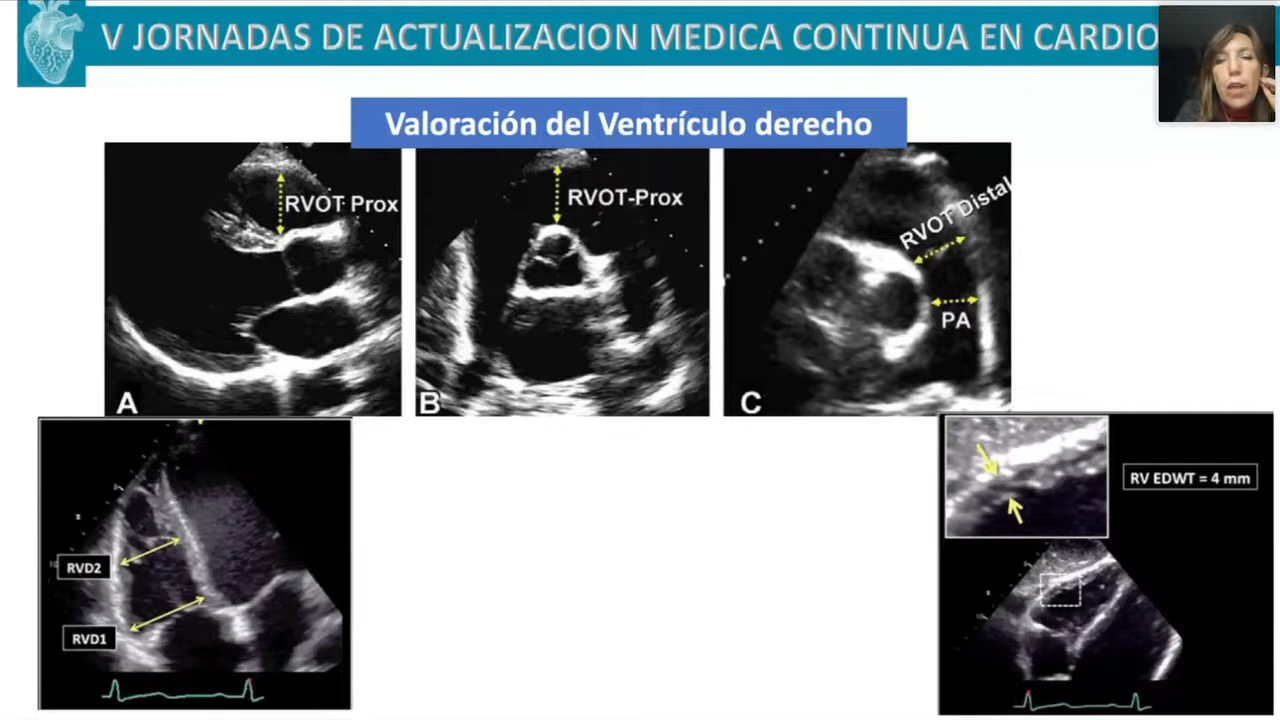 V JORNADAS DE ACTUALIZACION MEDICA CONTINUA EN CARDIO
Valoración del Ventrículo derecho
RVOT Prox
A
RVOT-Prox
B
RVOT Distal
PA
C
RVD2
RVD1
RV EDWT = 4 mm